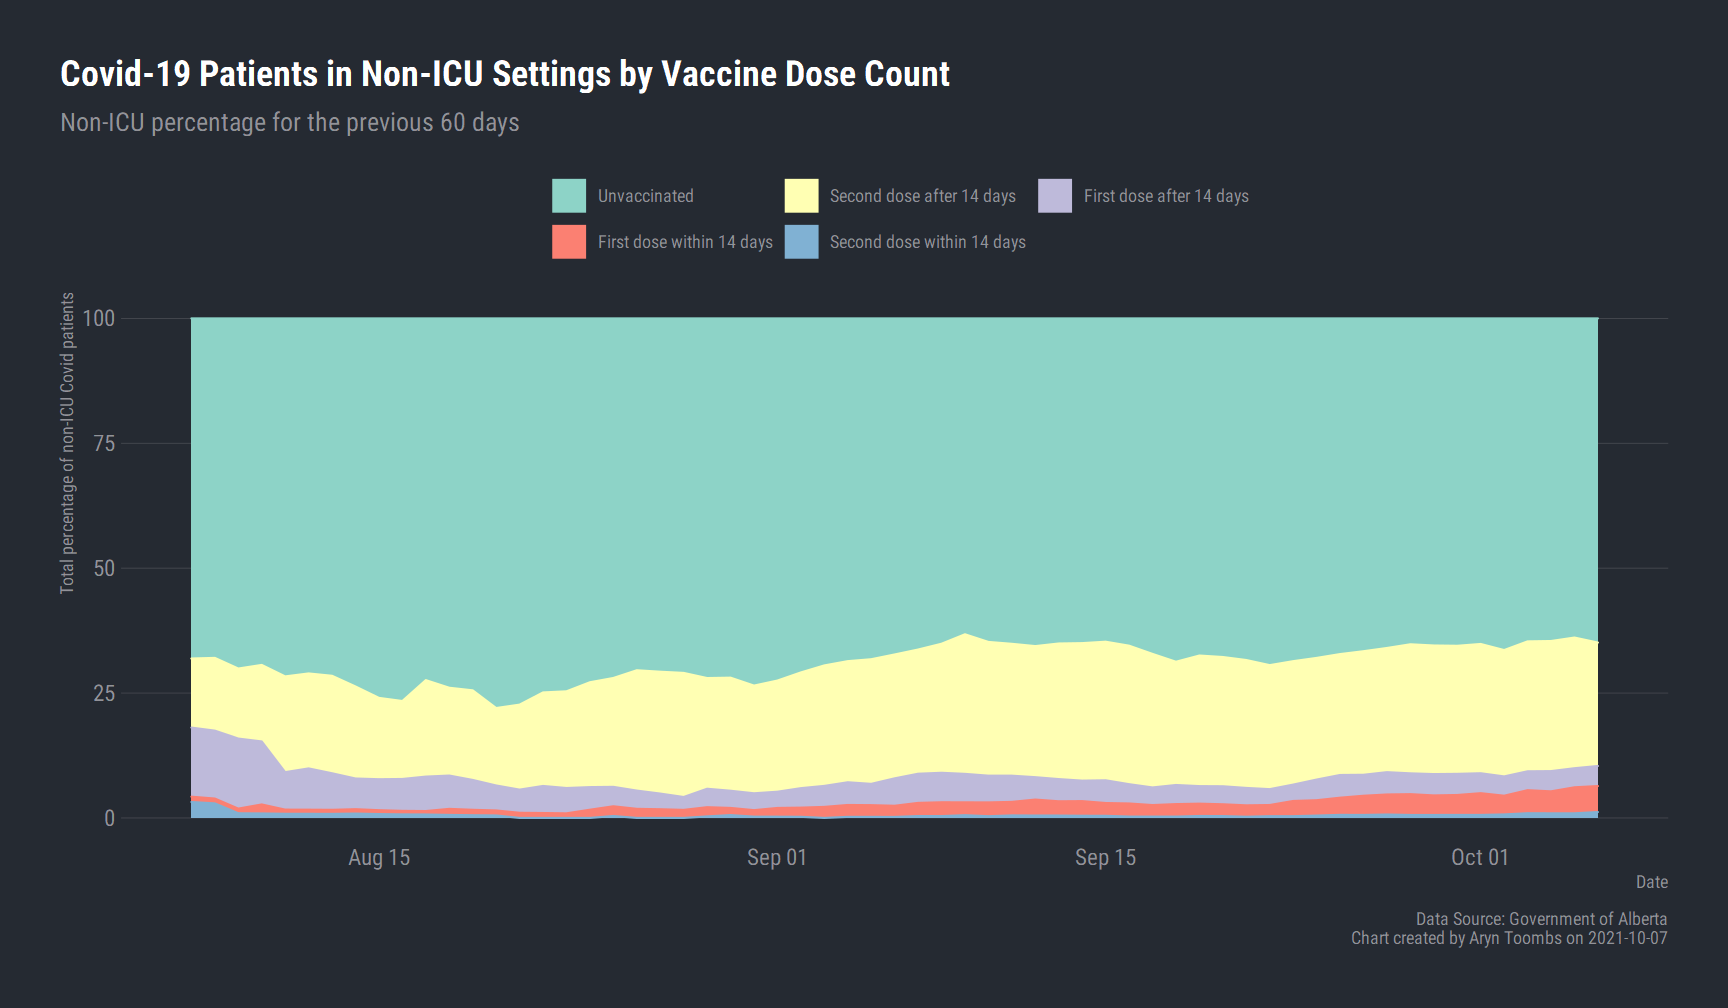 Covid-19 Patients in Non-ICU Settings by Vaccine Dose Count
Non-ICU percentage for the previous 60 days
Unvaccinated
Second dose after 14 days
First dose after 14 days
First dose within 14 days
Second dose within 14 days
Total percentage of non-ICU Covid patients
100
75
50
25
0
Aug 15
Sep 01
Sep 15
Oct 01
Date
Data Source: Government of Alberta
Chart created by Aryn Toombs on 2021-10-07